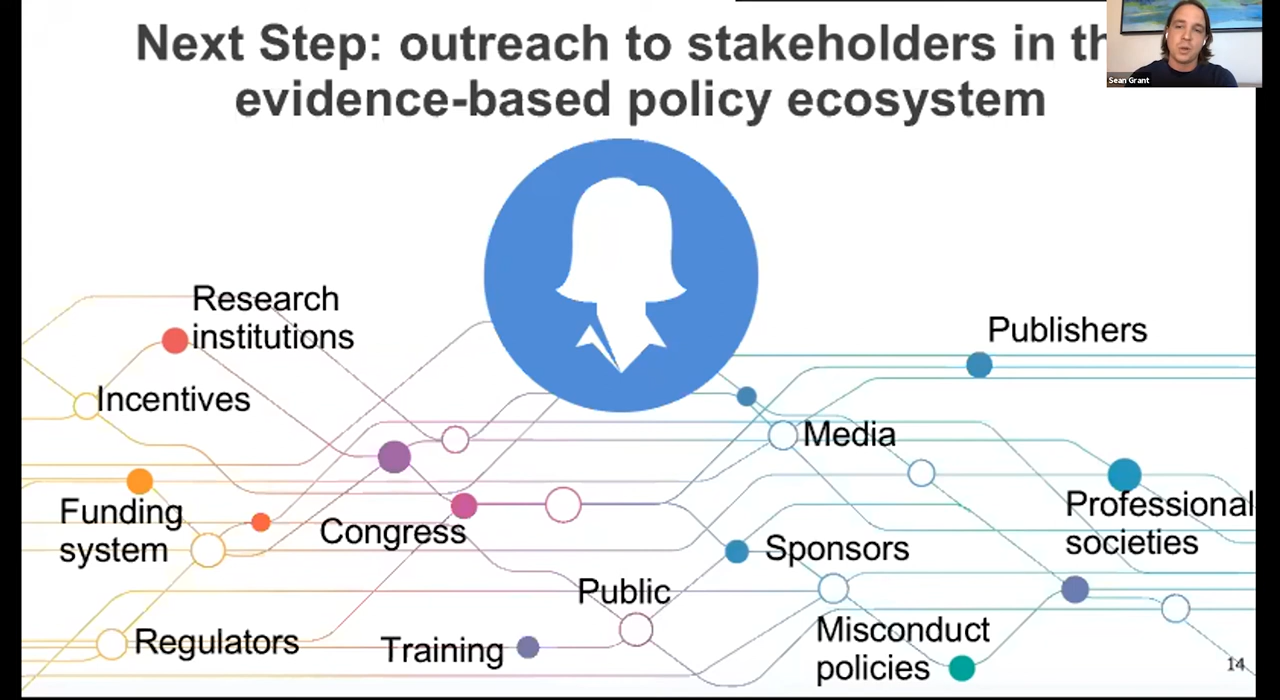 Next Step: outreach to stakeholders in th
evidence-based policy ecosystem
Sean Grant
Research
institutions
Incentives
Funding
system
Congress
Regulators
Training
Public
Publishers
Media
Professional
societies
Sponsors
Misconduct
policies
14